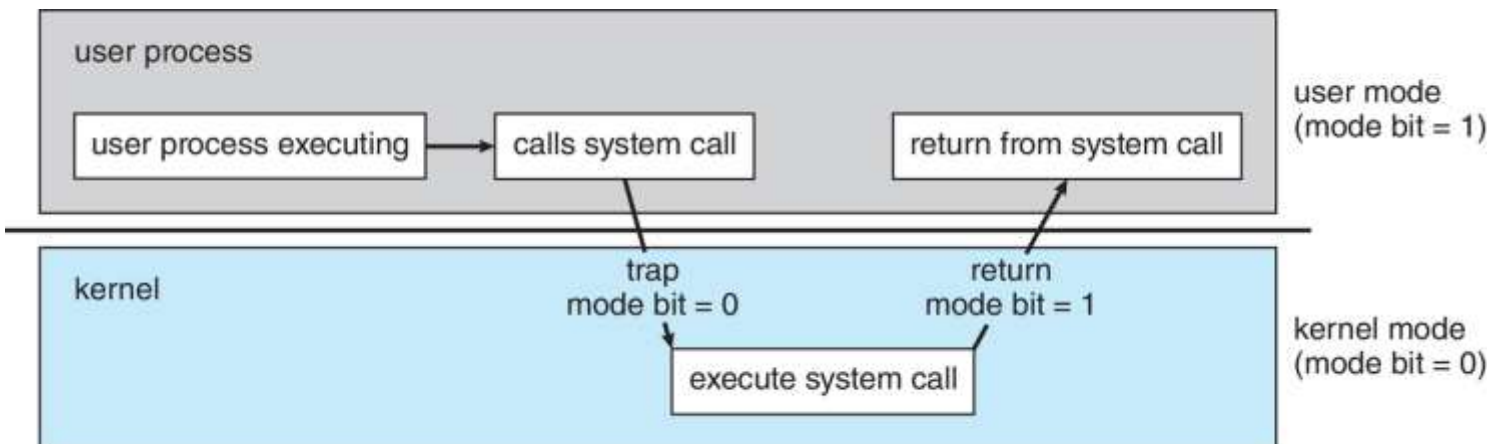 user process
user process executing
calls system call
return from system call
user mode
(mode bit = 1)
kernel
trap
mode bit = 0
return
mode bit = 1
execute system call
kernel mode
(mode bit = 0)